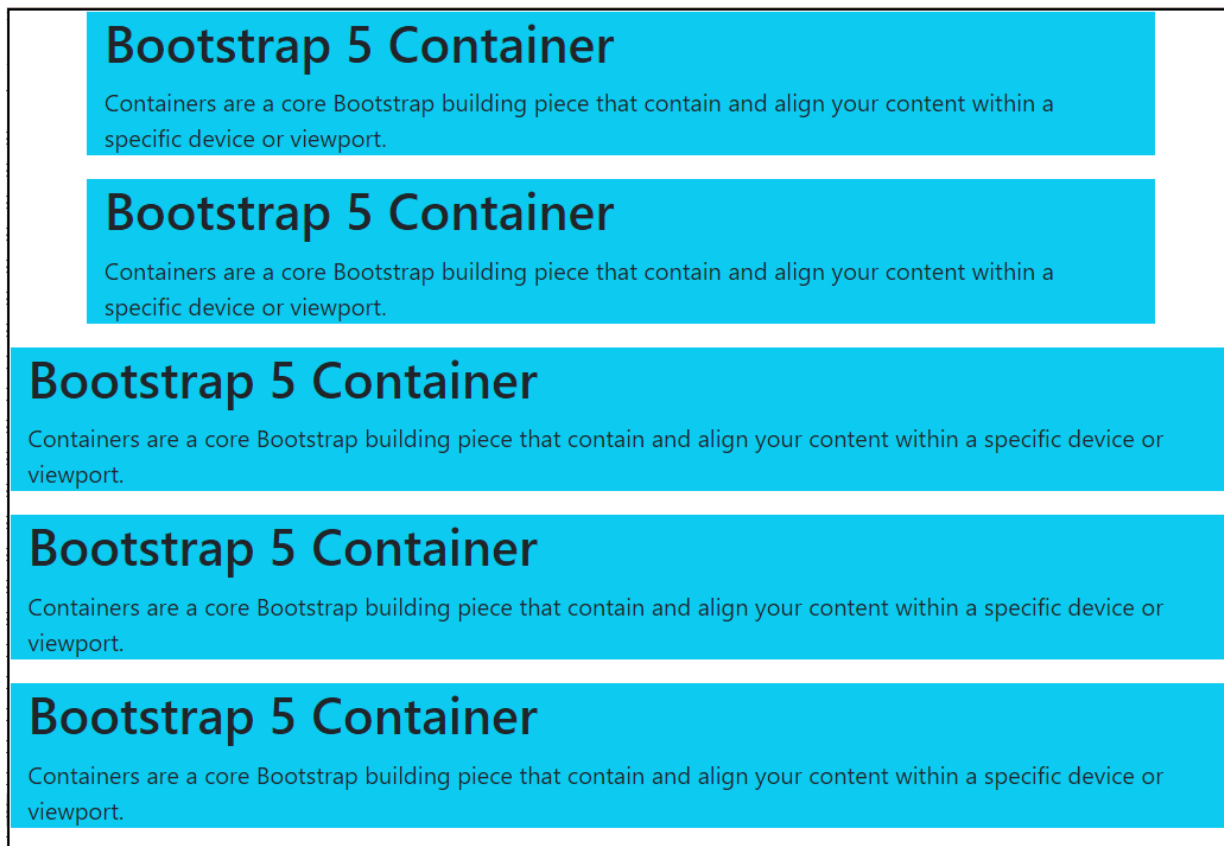 Bootstrap 5 Container
Containers are a core Bootstrap building piece that contain and align your content within a
specific device or viewport.
Bootstrap 5 Container
Containers are a core Bootstrap building piece that contain and align your content within a
specific device or viewport.
Bootstrap 5 Container
Containers are a core Bootstrap building piece that contain and align your content within a specific device or
viewport.
Bootstrap 5 Container
Containers are a core Bootstrap building piece that contain and align your content within a specific device or
viewport.
Bootstrap 5 Container
Containers are a core Bootstrap building piece that contain and align your content within a specific device or
viewport.